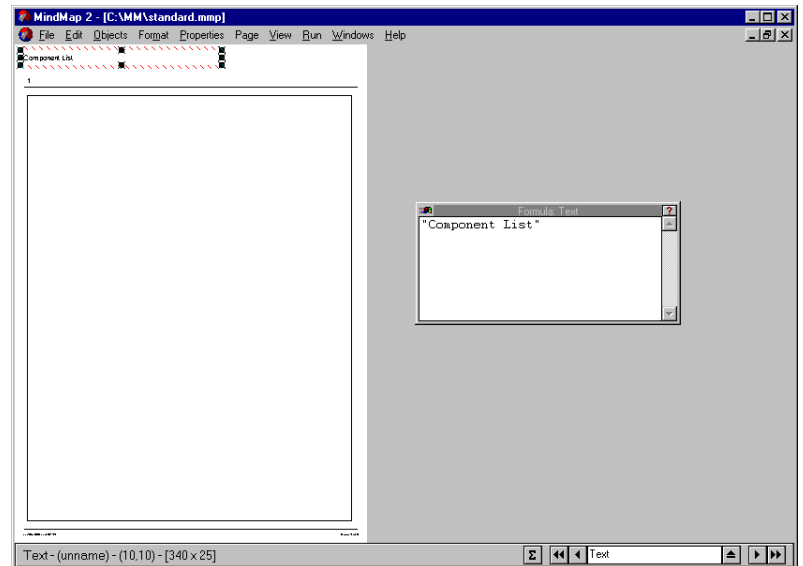 MindMap 2 - [C:\MM\standard.mmp]
File Edit Objects Format Properties Page View Run Windows Help
Component List
1
Formula: Text
?
"Component List"
Text - (unname) - (10,10) - [340 x 25]
Σ
Text